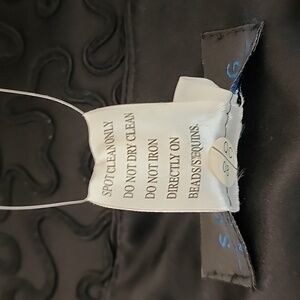 SPOT CLEAN ONLY
DO NOT DRY CLEAN
DO NOT IRON
DIRECTLY ON
BEADS/SEQUINS.